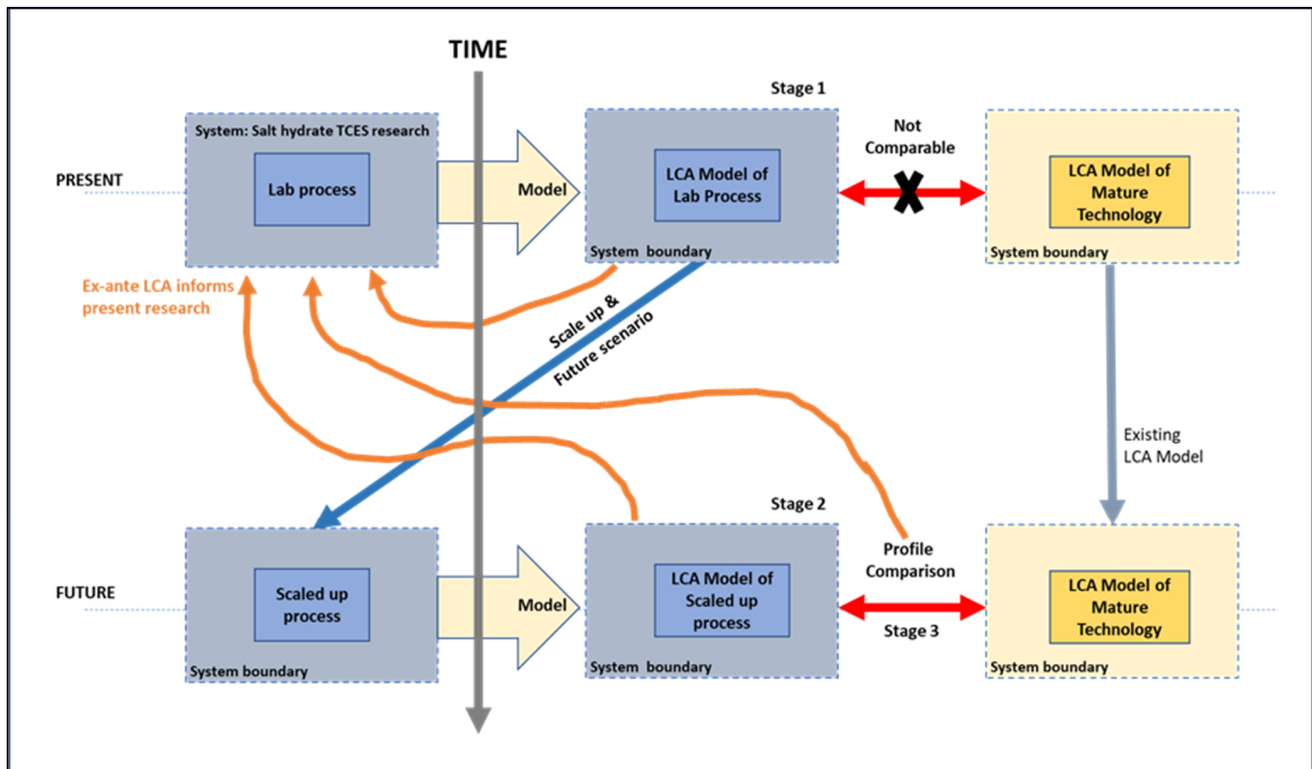 TIME
Stage 1
System: Salt hydrate TCES research
Lab process
PRESENT
Model
LCA Model of
Lab Process
System boundary
Not
Comparable
LCA Model of
Mature
Technology
System boundary
Ex-ante LCA informs
present research
Scale up &
Future scenario
Existing
LCA Model
Stage 2
FUTURE
Scaled up
process
System boundary
Model
LCA Model of
Scaled up
process
System boundary
Profile
Comparison
Stage 3
LCA Model of
Mature
Technology
System boundary